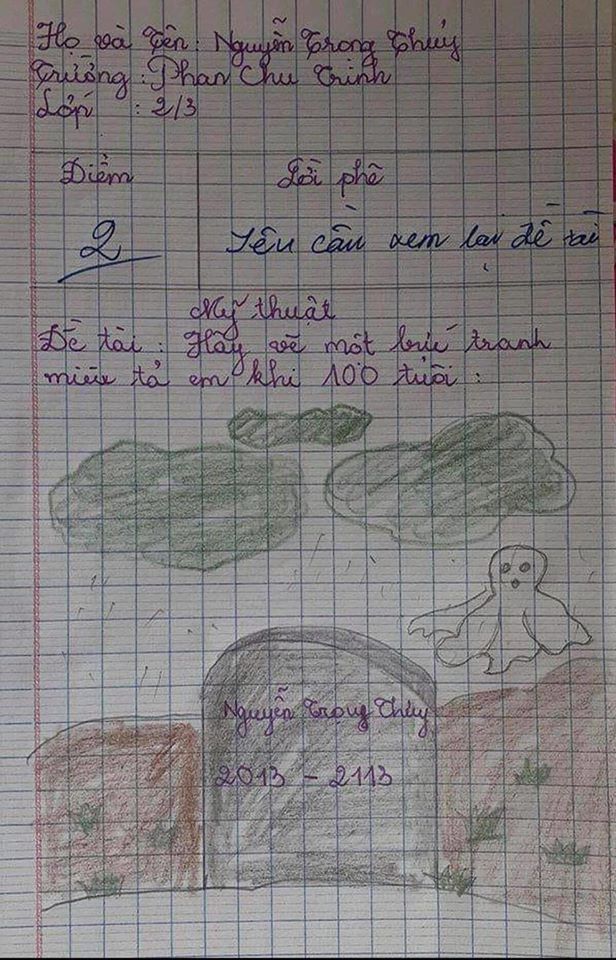 Họ và Tên: Nguyễn Trọng Thủy
Trường: Phan Chu Trinh
Lớp : 2/3
Điểm Lời phê
2 Yêu cầu xem lại đề tài
Mỹ thuật
Đề tài: Hãy vẽ một bức tranh
miêu tả em khi 100 tuổi:
Nguyễn Trọng Thủy
2013 - 2113